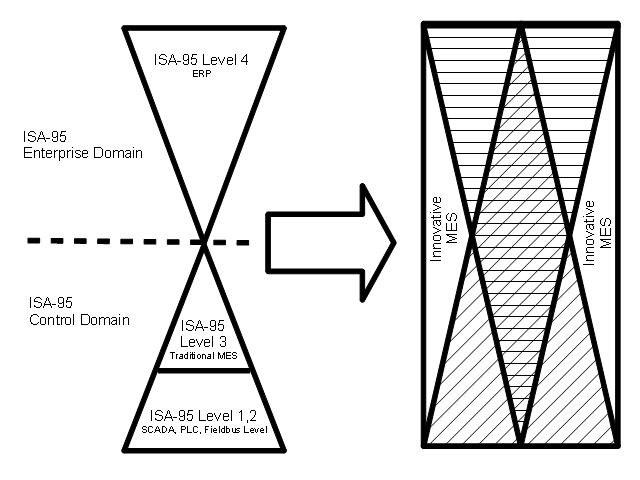 ISA-95 Level 4
ERP
ISA-95
Enterprise Domain
ISA-95
Control Domain
ISA-95
Level 3
Traditional MES
ISA-95 Level 1,2
SCADA, PLC, Fieldbus Level
Innovative
MES
Innovative
MES